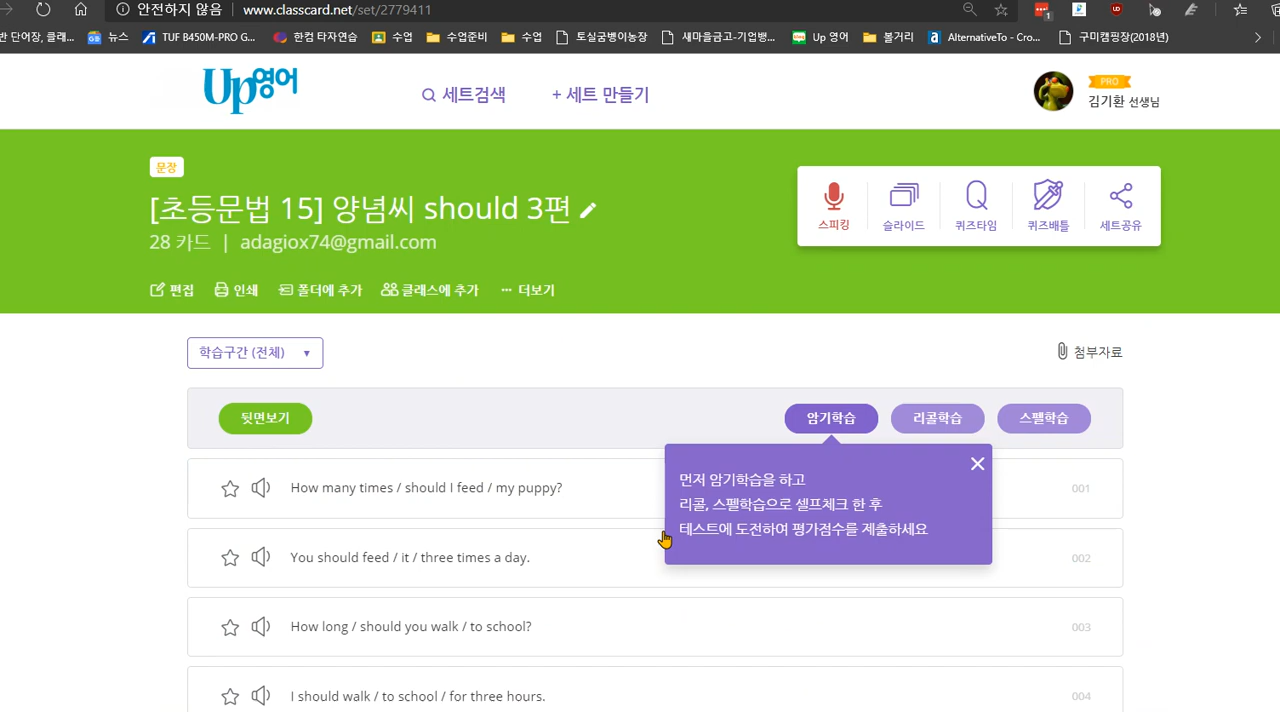 안전하지 않음 www.classcard.net/set/2779411
반 단어장, 클래... 뉴스 TUF B450M-PRO G... 한컴 타자연습 수업 수업준비 수업 토실굼벵이농장 새마을금고-기업뱅... Up 영어 볼거리 AlternativeTo - Cro... 구미캠핑장(2018년)
Up영어
세트검색
+ 세트 만들기
PRO
김기환 선생님
문장
[초등문법 15] 양념씨 should 3편
28 카드 | adagiox74@gmail.com
스피킹 슬라이드 퀴즈타임 퀴즈배틀 세트공유
편집 인쇄 폴더에 추가 클래스에 추가 ··· 더보기
학습구간 (전체) ▼
첨부자료
뒷면보기
암기학습 리콜학습 스펠학습
먼저 암기학습을 하고
리콜, 스펠학습으로 셀프체크 한 후
테스트에 도전하여 평가점수를 제출하세요
How many times / should I feed / my puppy? 001
You should feed / it / three times a day. 002
How long / should you walk / to school? 003
I should walk / to school / for three hours. 004